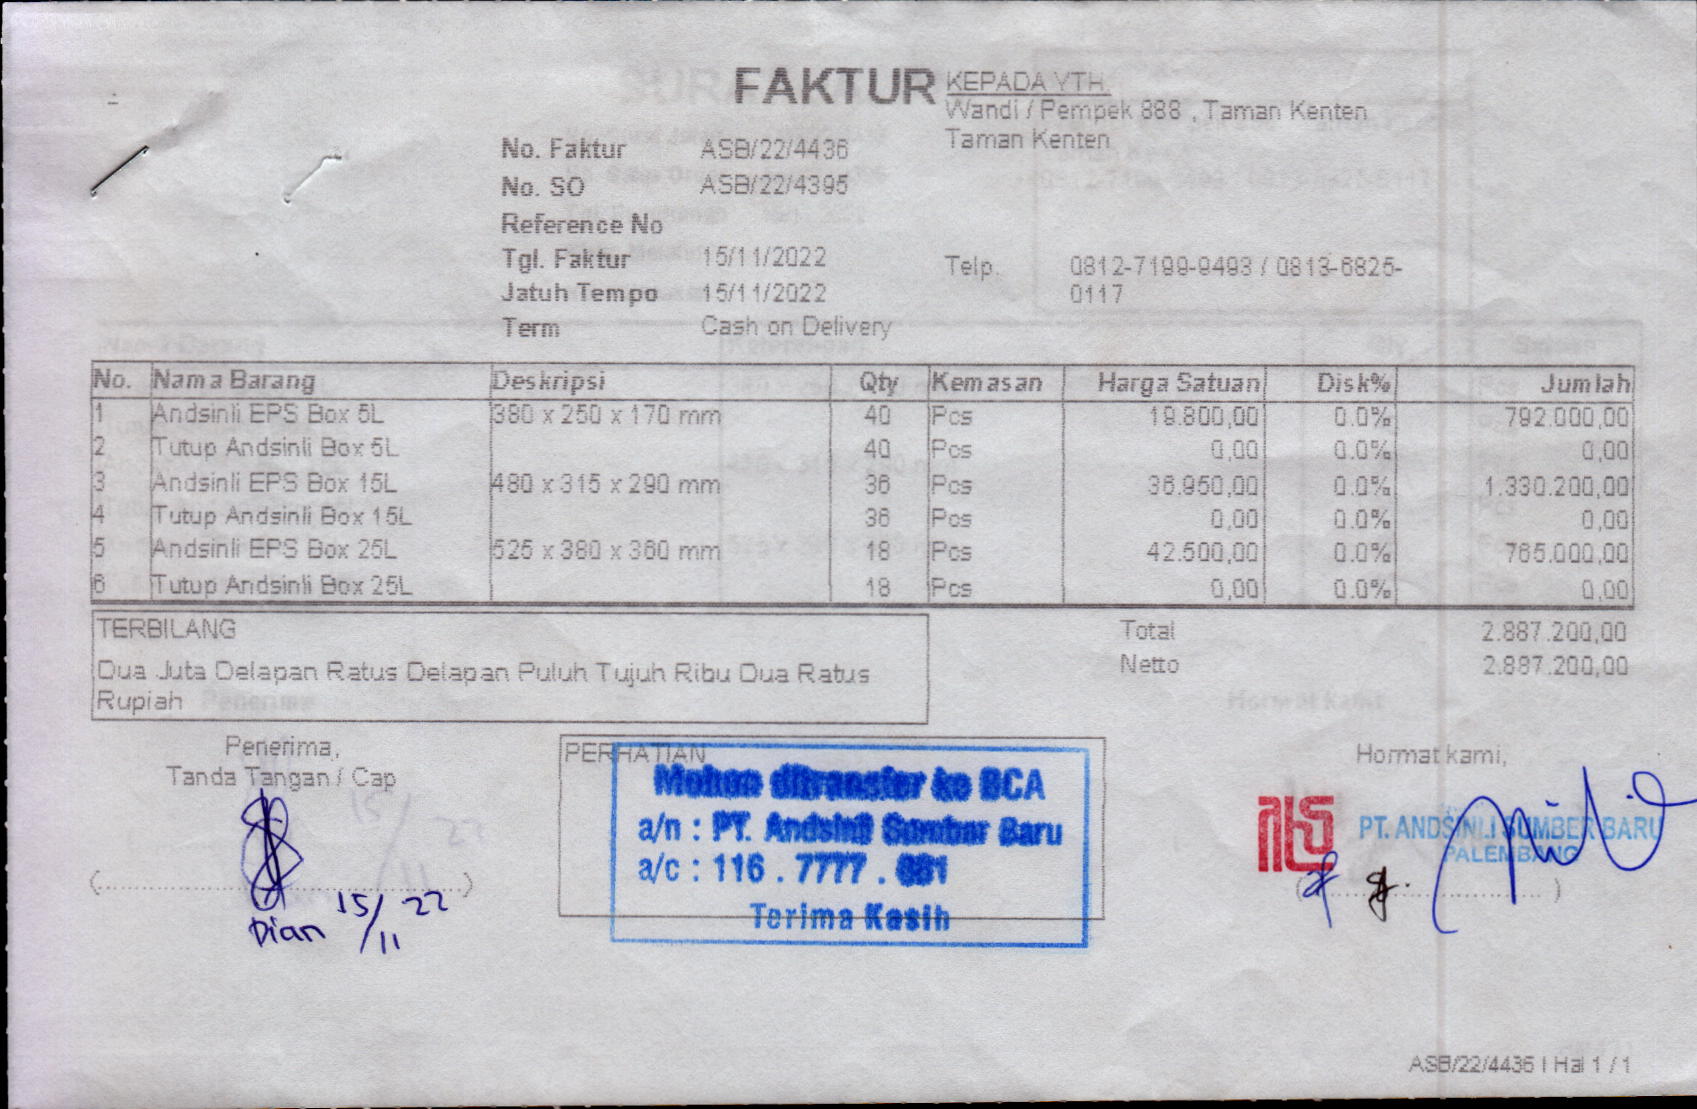 FAKTUR
KEPADA YTH.
Wandi / Pempek 888 , Taman Kenten
Taman Kenten
No. Faktur ASB/22/4436
No. SO ASB/22/4395
Reference No
Tgl. Faktur 15/11/2022
Jatuh Tempo 15/11/2022
Term Cash on Delivery
Telp. 0812-7199-9493 / 0813-6825-
0117
No. Nama Barang Deskripsi Qty Kemasan Harga Satuan Disk% Jumlah
1 Andsinli EPS Box 5L 380 x 250 x 170 mm 40 Pcs 19.800,00 0.0% 792.000,00
2 Tutup Andsinli Box 5L 40 Pcs 0,00 0.0% 0,00
3 Andsinli EPS Box 15L 480 x 315 x 290 mm 36 Pcs 36.950,00 0.0% 1.330.200,00
4 Tutup Andsinli Box 15L 36 Pcs 0,00 0.0% 0,00
5 Andsinli EPS Box 25L 525 x 380 x 360 mm 18 Pcs 42.500,00 0.0% 765.000,00
6 Tutup Andsinli Box 25L 18 Pcs 0,00 0.0% 0,00
TERBILANG
Dua Juta Delapan Ratus Delapan Puluh Tujuh Ribu Dua Ratus
Rupiah
Total 2.887.200,00
Netto 2.887.200,00
Penerima,
Tanda Tangan / Cap
Dian 15/11 22
PERHATIAN
Mohon ditransfer ke BCA
a/n : PT. Andsinli Sumber Baru
a/c : 116 . 7777 .
Terima Kasih
Hormat kami,
PT. ANDSINLI SUMBER BARU
PALEMBANG
ASB/22/4436 | Hal 1 / 1